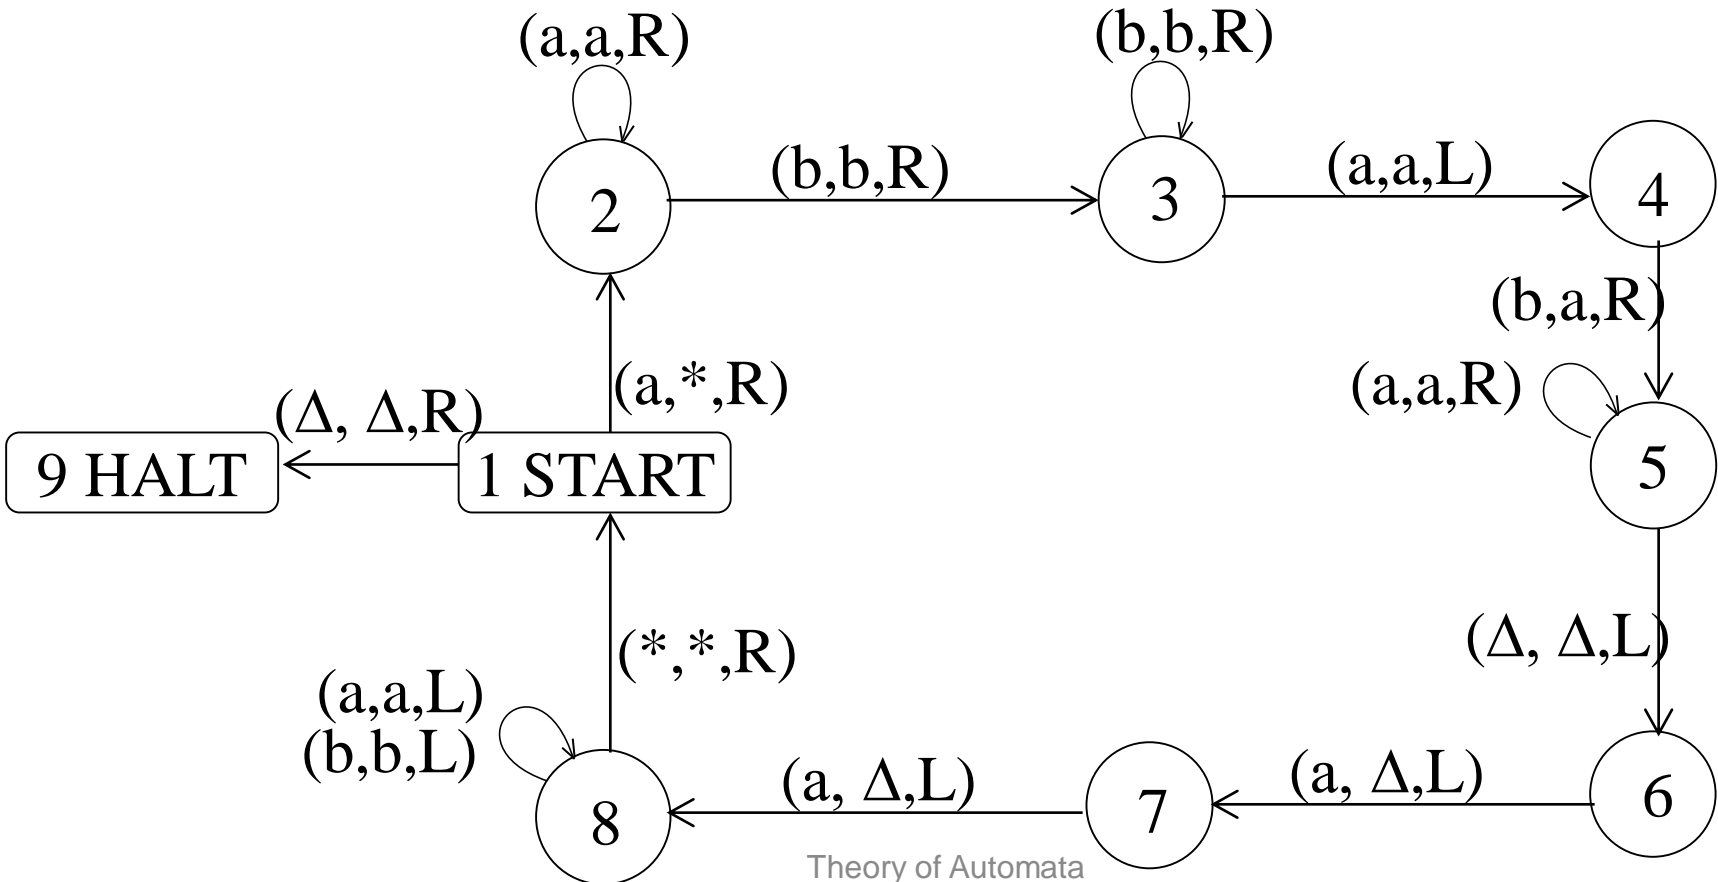 (a,a,R)
(b,b,R)
2
(b,b,R)
3
(a,a,L)
4
(b,a,R)
(a,*,R)
(a,a,R)
(Δ, Δ,R)
9 HALT
1 START
5
(*,*,R)
(Δ, Δ,L)
(a,a,L)
(b,b,L)
8
(a, Δ,L)
7
(a, Δ,L)
6
Theory of Automata